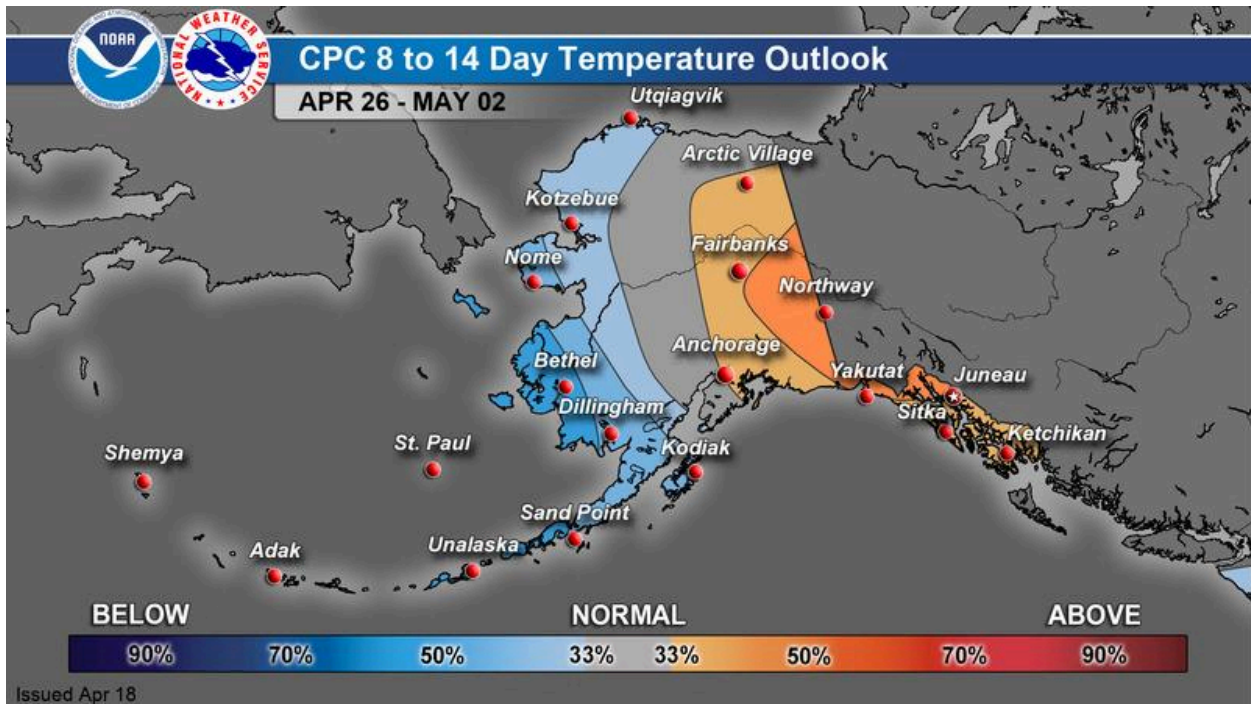 NOAA
NATIONAL WEATHER SERVICE
CPC 8 to 14 Day Temperature Outlook
APR 26 - MAY 02
Utqiagvik
Arctic Village
Kotzebue
Fairbanks
Nome
Northway
Anchorage
Bethel
Yakutat
Juneau
Dillingham
Sitka
Ketchikan
St. Paul
Kodiak
Shemya
Sand Point
Unalaska
Adak
BELOW NORMAL ABOVE
90% 70% 50% 33% 33% 50% 70% 90%
Issued Apr 18